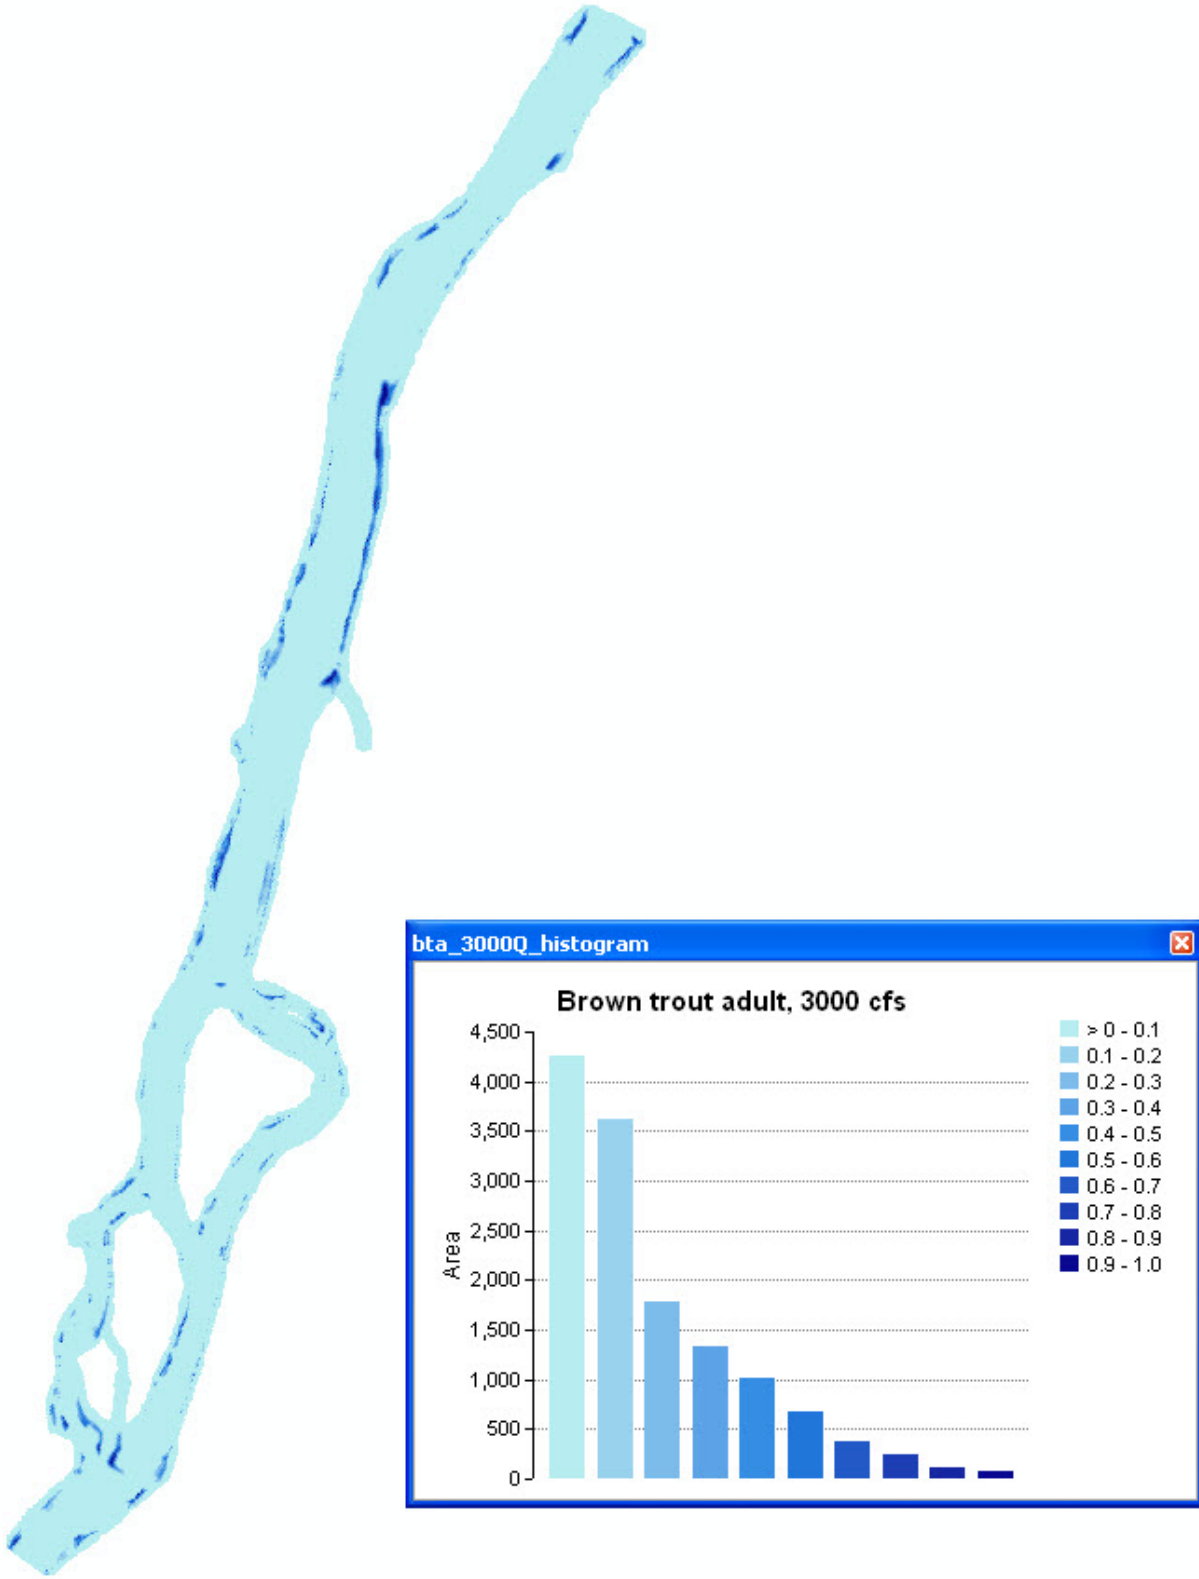 bta_3000Q_histogram
Brown trout adult, 3000 cfs
4,500
4,000
3,500
3,000
2,500
2,000
1,500
1,000
500
0
Area
> 0 - 0.1
0.1 - 0.2
0.2 - 0.3
0.3 - 0.4
0.4 - 0.5
0.5 - 0.6
0.6 - 0.7
0.7 - 0.8
0.8 - 0.9
0.9 - 1.0